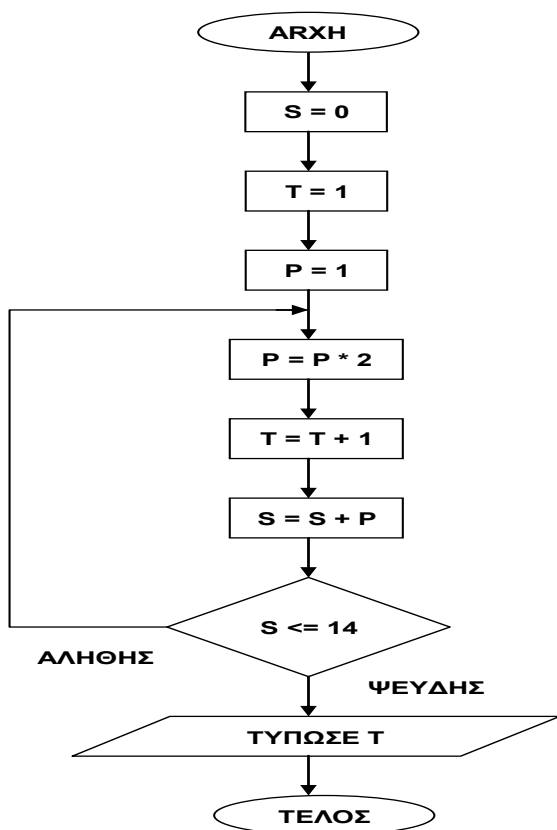 ARXH
S = 0
T = 1
P = 1
P = P * 2
T = T + 1
S = S + P
S <= 14
ΑΛΗΘΗΣ
ΨΕΥΔΗΣ
ΤΥΠΩΣΕ Τ
ΤΕΛΟΣ